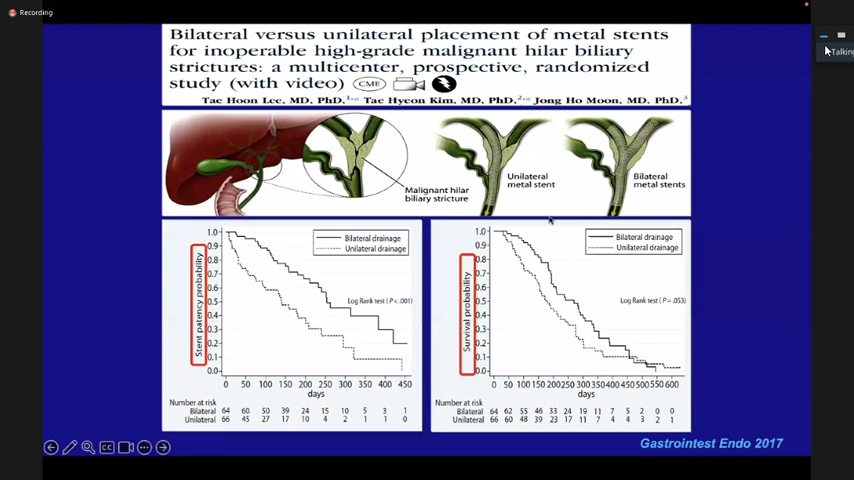 Recording
Talking
Bilateral versus unilateral placement of metal stents
for inoperable high-grade malignant hilar biliary
strictures: a multicenter, prospective, randomized
study (with video)
CME
Tae Hoon Lee, MD, PhD, Tae Hyeon Kim, MD, PhD, Jong Ho Moon, MD, PhD,
Malignant hilar
biliary stricture
Unilateral
metal stent
Bilateral
metal stents
Stent patency probability
1.0
0.9
0.8
0.7
0.6
0.5
0.4
0.3
0.2
0.1
0.0
Bilateral drainage
Unilateral drainage
Log Rank test (P<.001)
0 50 100 150 200 250 300 350 400 450
days
Number at risk
Bilateral 64 60 50 39 24 15 10 5 3 1
Unilateral 66 45 27 17 10 4 2 1 1 0
Survival probability
1.0
0.9
0.8
0.7
0.6
0.5
0.4
0.3
0.2
0.1
0.0
Bilateral drainage
Unilateral drainage
Log Rank test (P=.053)
0 50 100 150 200 250 300 350 400 450 500 550 600
days
Number at risk
Bilateral 64 62 55 46 33 24 19 11 7 5 2 0 0
Unilateral 66 60 48 39 23 17 11 7 4 4 3 2 1
CC
Gastrointest Endo 2017